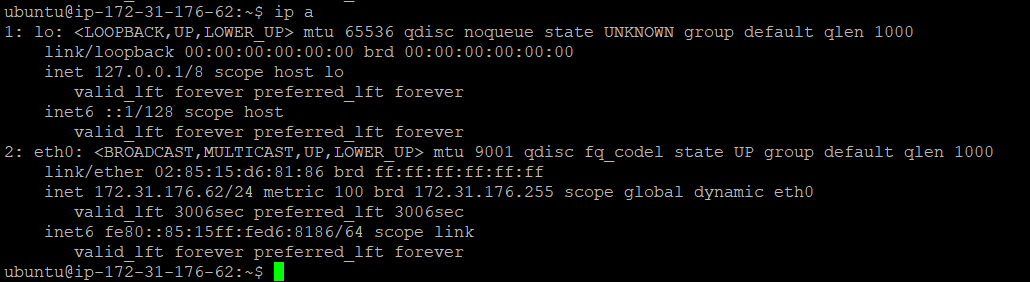 ubuntu@ip-172-31-176-62:~$ ip a
1: lo: <LOOPBACK,UP,LOWER_UP> mtu 65536 qdisc noqueue state UNKNOWN group default qlen 1000
    link/loopback 00:00:00:00:00:00 brd 00:00:00:00:00:00
    inet 127.0.0.1/8 scope host lo
       valid_lft forever preferred_lft forever
    inet6 ::1/128 scope host
       valid_lft forever preferred_lft forever
2: eth0: <BROADCAST,MULTICAST,UP,LOWER_UP> mtu 9001 qdisc fq_codel state UP group default qlen 1000
    link/ether 02:85:15:d6:81:86 brd ff:ff:ff:ff:ff:ff
    inet 172.31.176.62/24 metric 100 brd 172.31.176.255 scope global dynamic eth0
       valid_lft 3006sec preferred_lft 3006sec
    inet6 fe80::85:15ff:fed6:8186/64 scope link
       valid_lft forever preferred_lft forever
ubuntu@ip-172-31-176-62:~$